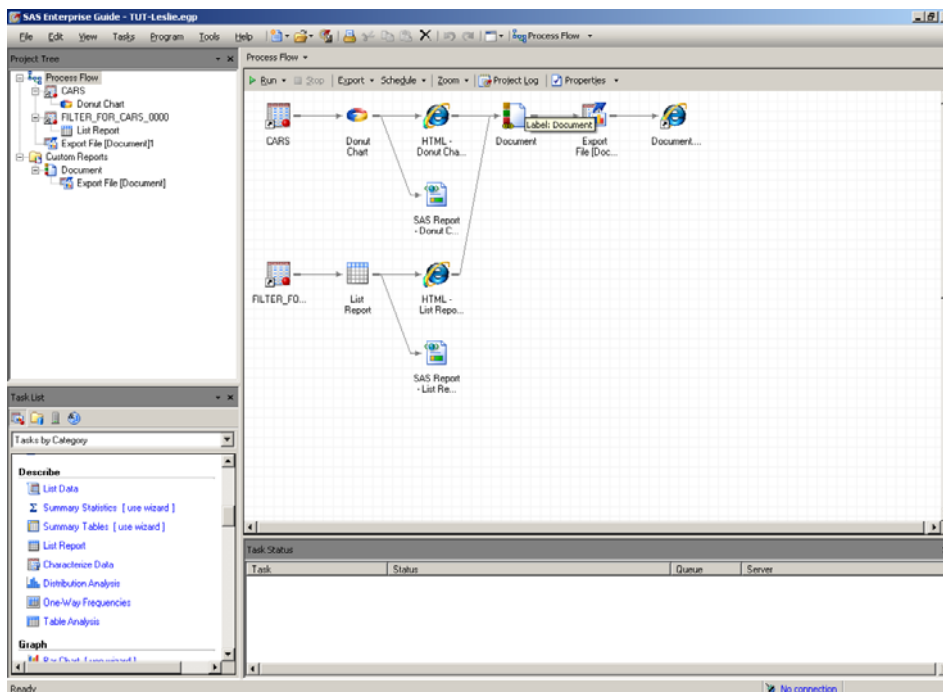 SAS Enterprise Guide - TUT-Leslie.egp
File Edit View Tasks Program Tools Help Process Flow
Project Tree
Process Flow
CARS
Donut Chart
FILTER_FOR_CARS_0000
List Report
Export File [Document]1
Custom Reports
Document
Export File [Document]
Process Flow
Run Stop Export Schedule Zoom Project Log Properties
CARS
Donut
Chart
HTML -
Donut Cha...
Document
Label: Document
Export
File [Doc...
Document....
SAS Report
- Donut C...
FILTER_FO...
List
Report
HTML -
List Repo...
SAS Report
- List Re...
Task List
Tasks by Category
Describe
List Data
Summary Statistics [ use wizard ]
Summary Tables [ use wizard ]
List Report
Characterize Data
Distribution Analysis
One-Way Frequencies
Table Analysis
Graph
Bar Chart [ use wizard ]
Task Status
Task Status Queue Server
Ready
No connection